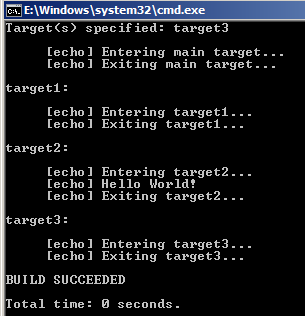 E:\Windows\system32\cmd.exe
Target(s) specified: target3
[echo] Entering main target...
[echo] Exiting main target...
target1:
[echo] Entering target1...
[echo] Exiting target1...
target2:
[echo] Entering target2...
[echo] Hello World!
[echo] Exiting target2...
target3:
[echo] Entering target3...
[echo] Exiting target3...
BUILD SUCCEEDED
Total time: 0 seconds.